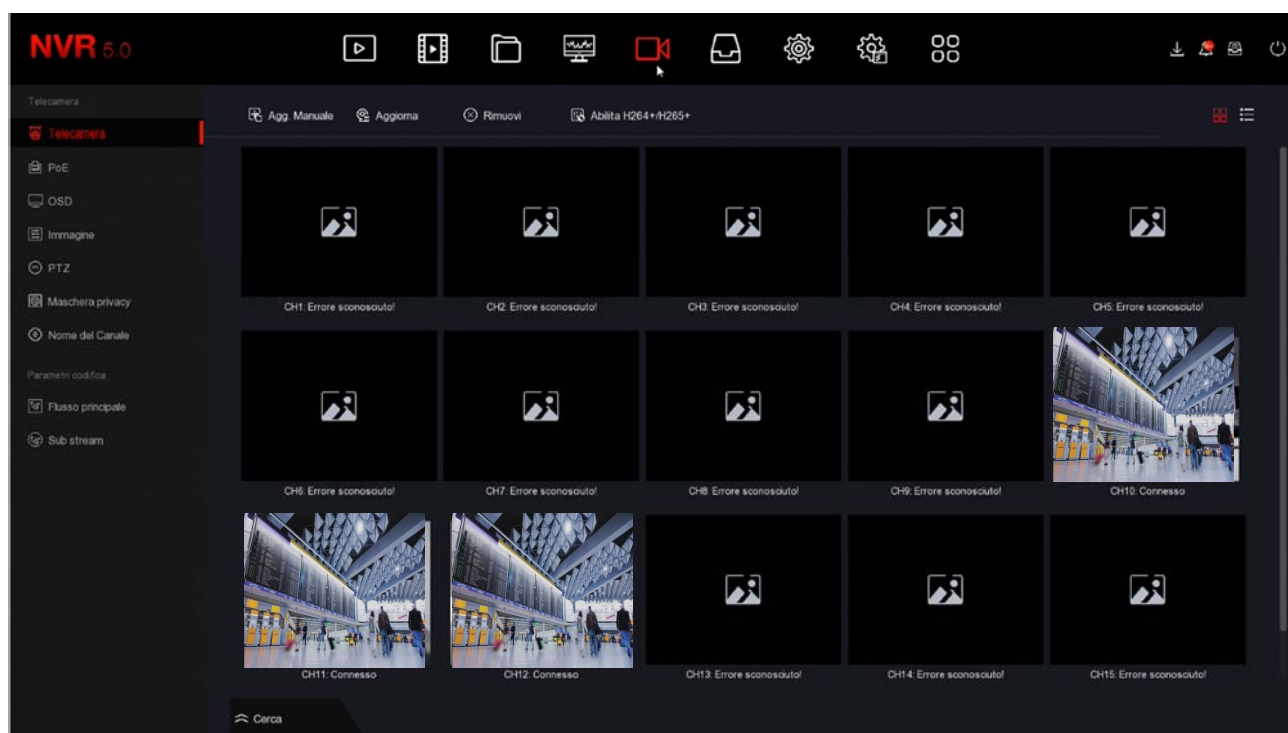 NVR 5.0
Telecamera
Agg. Manuale Aggiorna Rimuovi Abilita H264+/H265+
Telecamera
PoE
OSD
Immagine
PTZ
Maschera privacy
Nome del Canale
Parametri codifica
Flusso principale
Sub stream
CH1: Errore sconosciuto! CH2: Errore sconosciuto! CH3: Errore sconosciuto! CH4: Errore sconosciuto! CH5: Errore sconosciuto!
CH6: Errore sconosciuto! CH7: Errore sconosciuto! CH8: Errore sconosciuto! CH9: Errore sconosciuto! CH10: Connesso
CH11: Connesso CH12: Connesso CH13: Errore sconosciuto! CH14: Errore sconosciuto! CH15: Errore sconosciuto!
Cerca